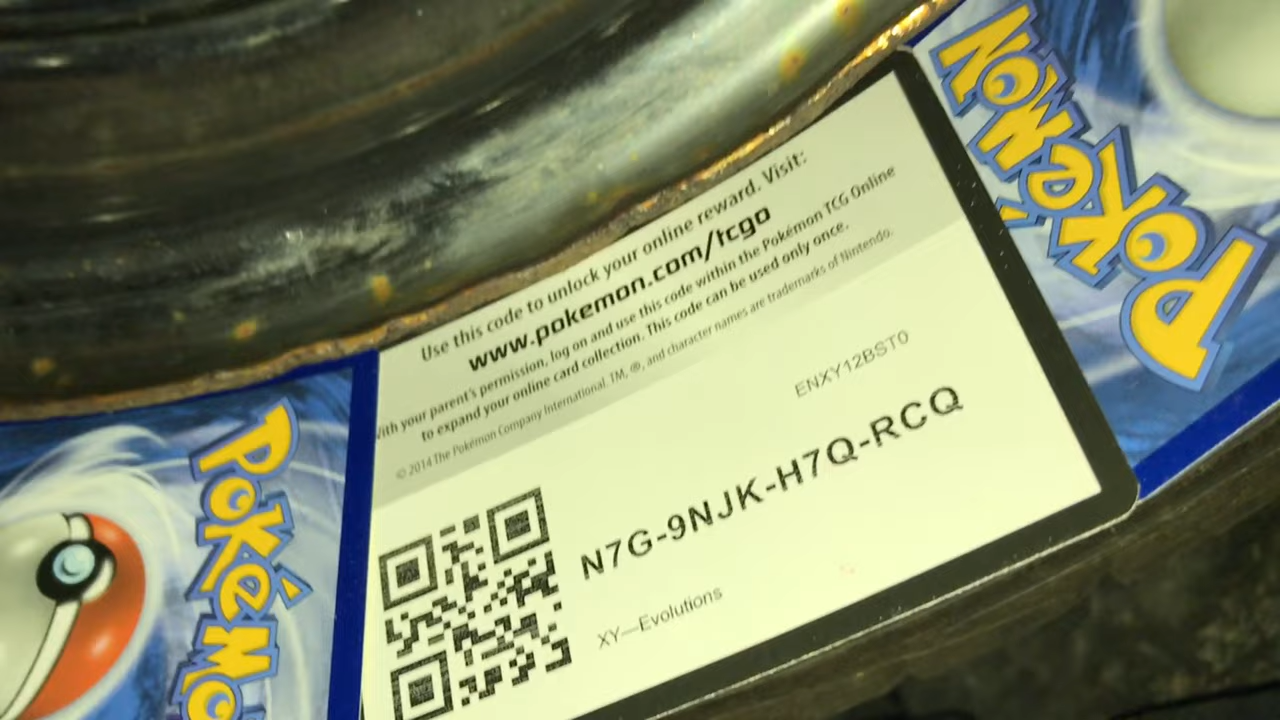 Use this code to unlock your online reward. Visit:
www.pokemon.com/tcgo
With your parent's permission, log on and use this code within the Pokémon TCG Online
to expand your online card collection. This code can be used only once.
© 2014 The Pokémon Company International. TM, ®, and character names are trademarks of Nintendo.
ENXY12BST0
N7G-9NJK-H7Q-RCQ
XY—Evolutions
POKéMON
POKéMON